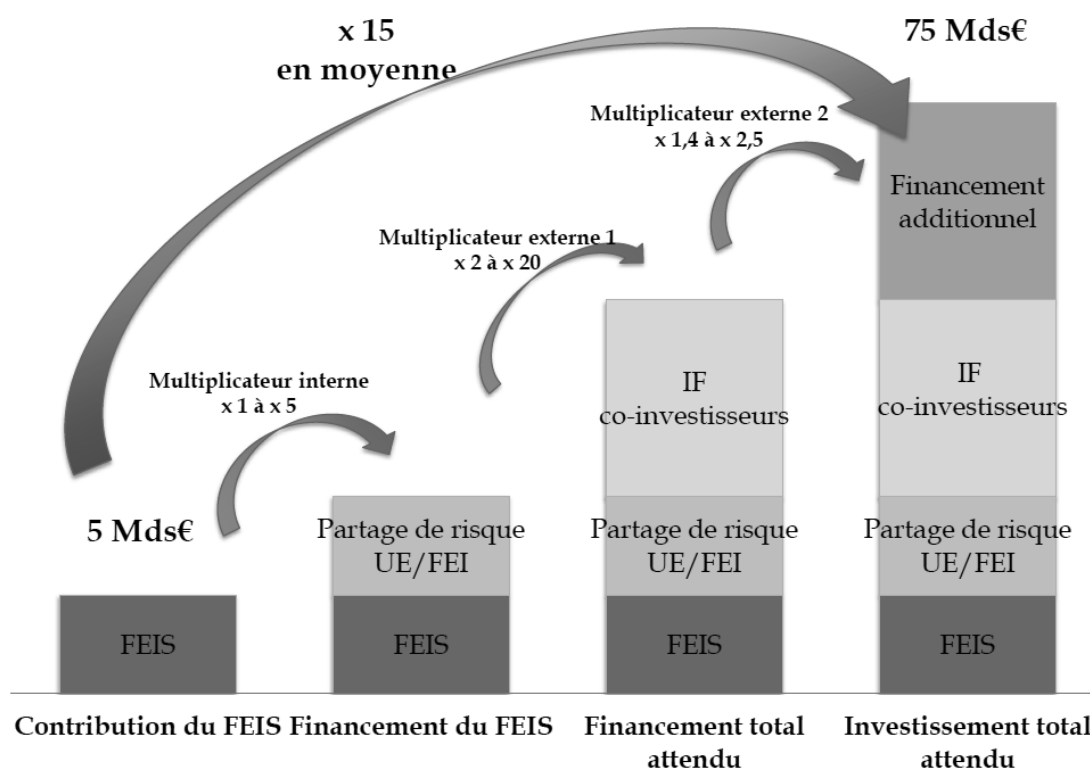 x 15
en moyenne
75 Mds€
Multiplicateur externe 2
x 1,4 à x 2,5
Financement
additionnel
Multiplicateur externe 1
x 2 à x 20
Multiplicateur interne
x 1 à x 5
IF
co-investisseurs
IF
co-investisseurs
5 Mds€
Partage de risque
UE/FEI
Partage de risque
UE/FEI
Partage de risque
UE/FEI
FEIS
FEIS
FEIS
FEIS
Contribution du FEIS
Financement du FEIS
Financement total
attendu
Investissement total
attendu